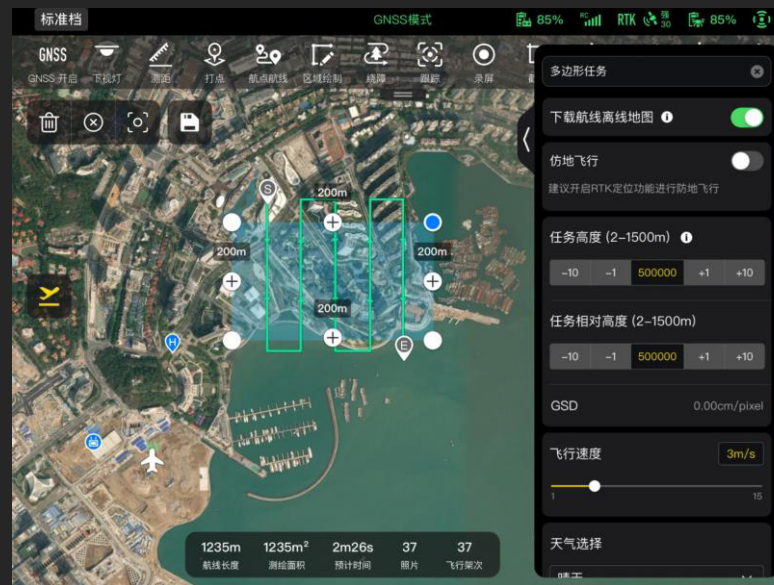 标准档
GNSS模式
85%
RC
RTK
强
30
85%
GNSS
GNSS 开启
下视灯
测距
打点
航点航线
区域绘制
绕障
跟踪
录屏
多边形任务
下载航线离线地图
仿地飞行
建议开启RTK定位功能进行防地飞行
任务高度 (2-1500m)
-10 -1 500000 +1 +10
任务相对高度 (2-1500m)
-10 -1 500000 +1 +10
GSD 0.00cm/pixel
飞行速度 3m/s
1 15
天气选择
晴天
S
200m
200m
200m
200m
E
H
1235m 1235m² 2m26s 37 37
航线长度 测绘面积 预计时间 照片 飞行架次